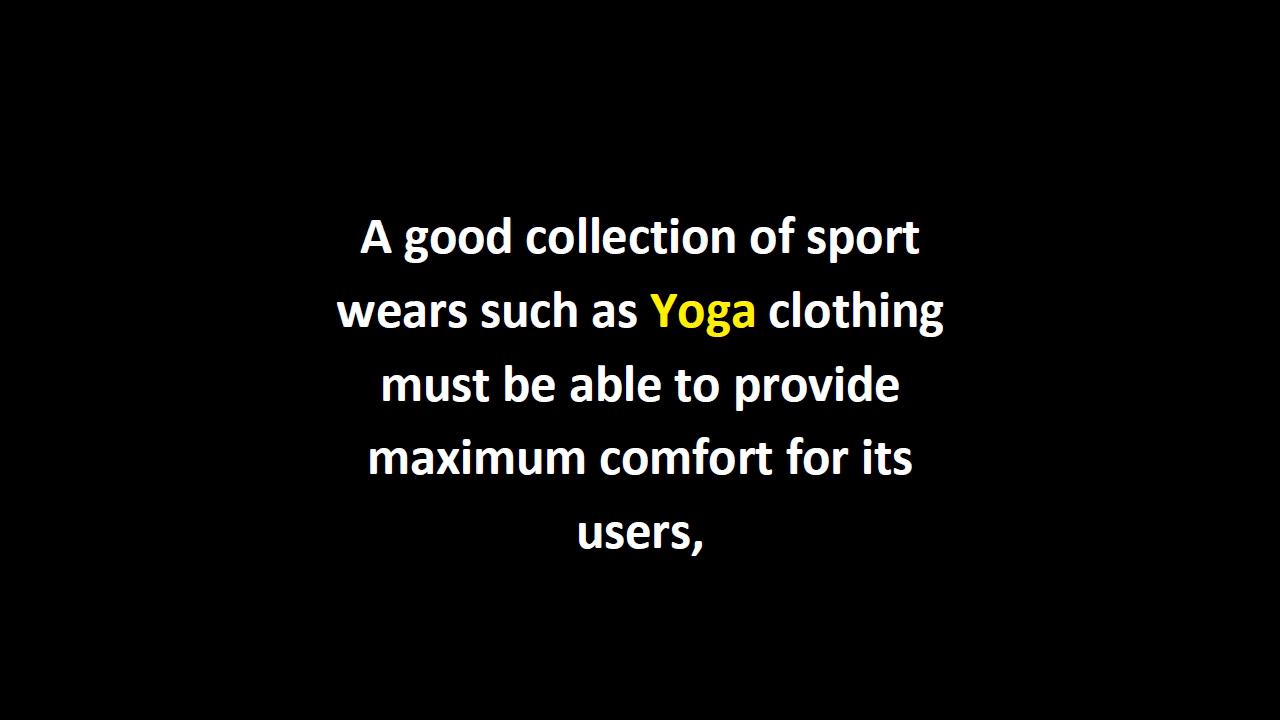 A good collection of sport
wears such as Yoga clothing
must be able to provide
maximum comfort for its
users,